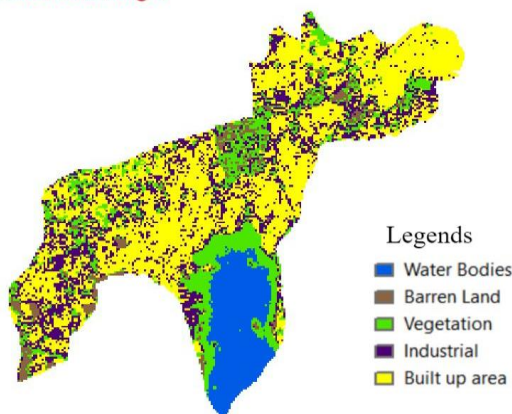 Legends
Water Bodies
Barren Land
Vegetation
Industrial
Built up area